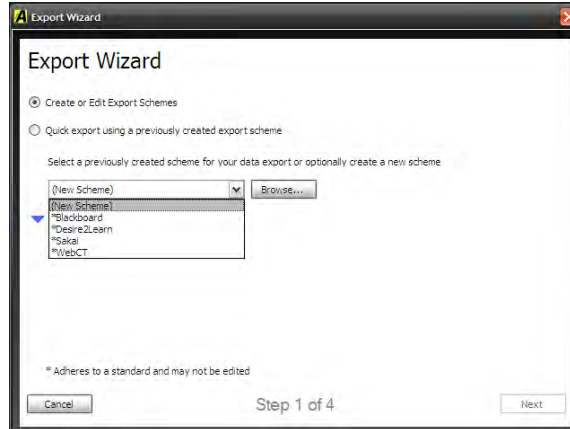 Export Wizard
Export Wizard
Create or Edit Export Schemes
Quick export using a previously created export scheme
Select a previously created scheme for your data export or optionally create a new scheme
(New Scheme)
Browse...
(New Scheme)
*Blackboard
*Desire2Learn
*Sakai
*WebCT
* Adheres to a standard and may not be edited
Cancel
Step 1 of 4
Next